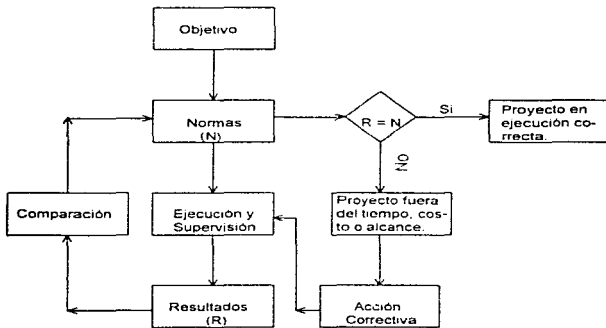 Objetivo
Normas
(N)
R = N
Si
Proyecto en
ejecución co-
rrecta.
NO
Comparación
Ejecución y
Supervisión
Proyecto fuera
del tiempo, cos-
to o alcance.
Resultados
(R)
Acción
Correctiva